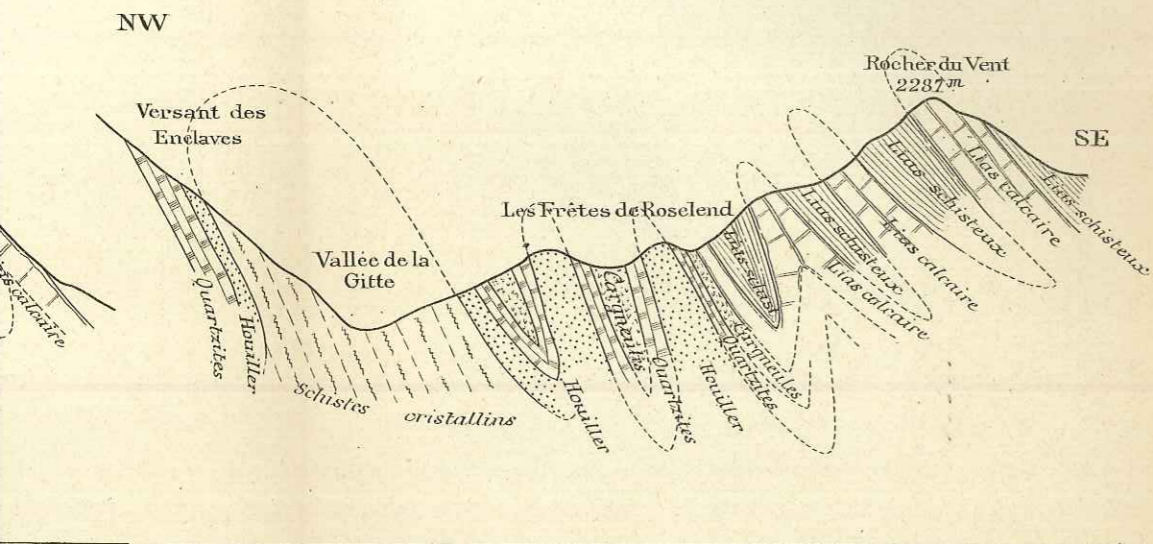 NW
Versant des
Enclaves
Vallée de la
Gitte
Les Frêtes de Roselend
Rocher du Vent
2287 m
SE
calcaire
Quartzites
Houiller
Schistes cristallins
Houiller
Cargneules
Quartzites
Houiller
Quartzites
Cargneules
Lias schist
Lias calcaire
Lias schisteux
Lias calcaire
Lias schisteux
Lias calcaire
Lias schisteux